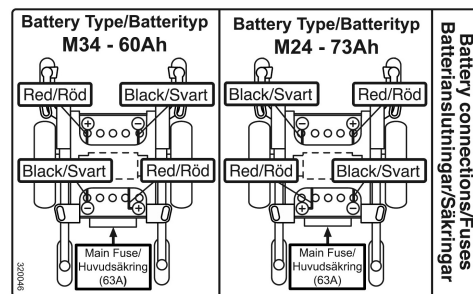 Battery Type/Batterityp
M34 - 60Ah
Red/Röd
Black/Svart
+
−
Black/Svart
Red/Röd
−
+
Main Fuse/
Huvudsäkring
(63A)
320046
Battery Type/Batterityp
M24 - 73Ah
Black/Svart
Red/Röd
−
+
Red/Röd
Black/Svart
+
−
Main Fuse/
Huvudsäkring
(63A)
Battery conections/Fuses
Batterianslutningar/Säkringar